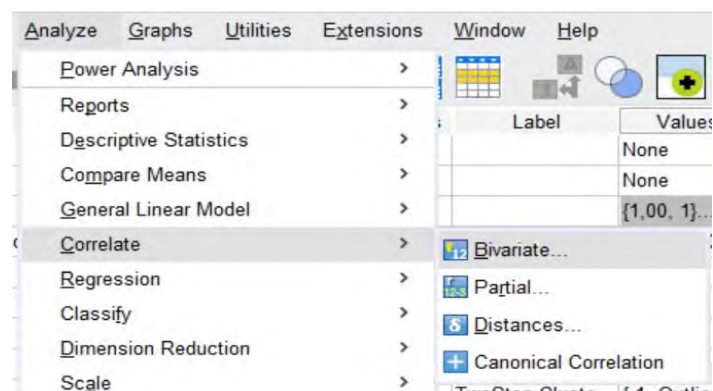 Analyze Graphs Utilities Extensions Window Help
Power Analysis >
Reports >
Descriptive Statistics >
Compare Means >
General Linear Model >
Correlate >
Regression >
Classify >
Dimension Reduction >
Scale >
Label Values
None
None
{1,00, 1}...
Bivariate...
Partial...
Distances...
Canonical Correlation